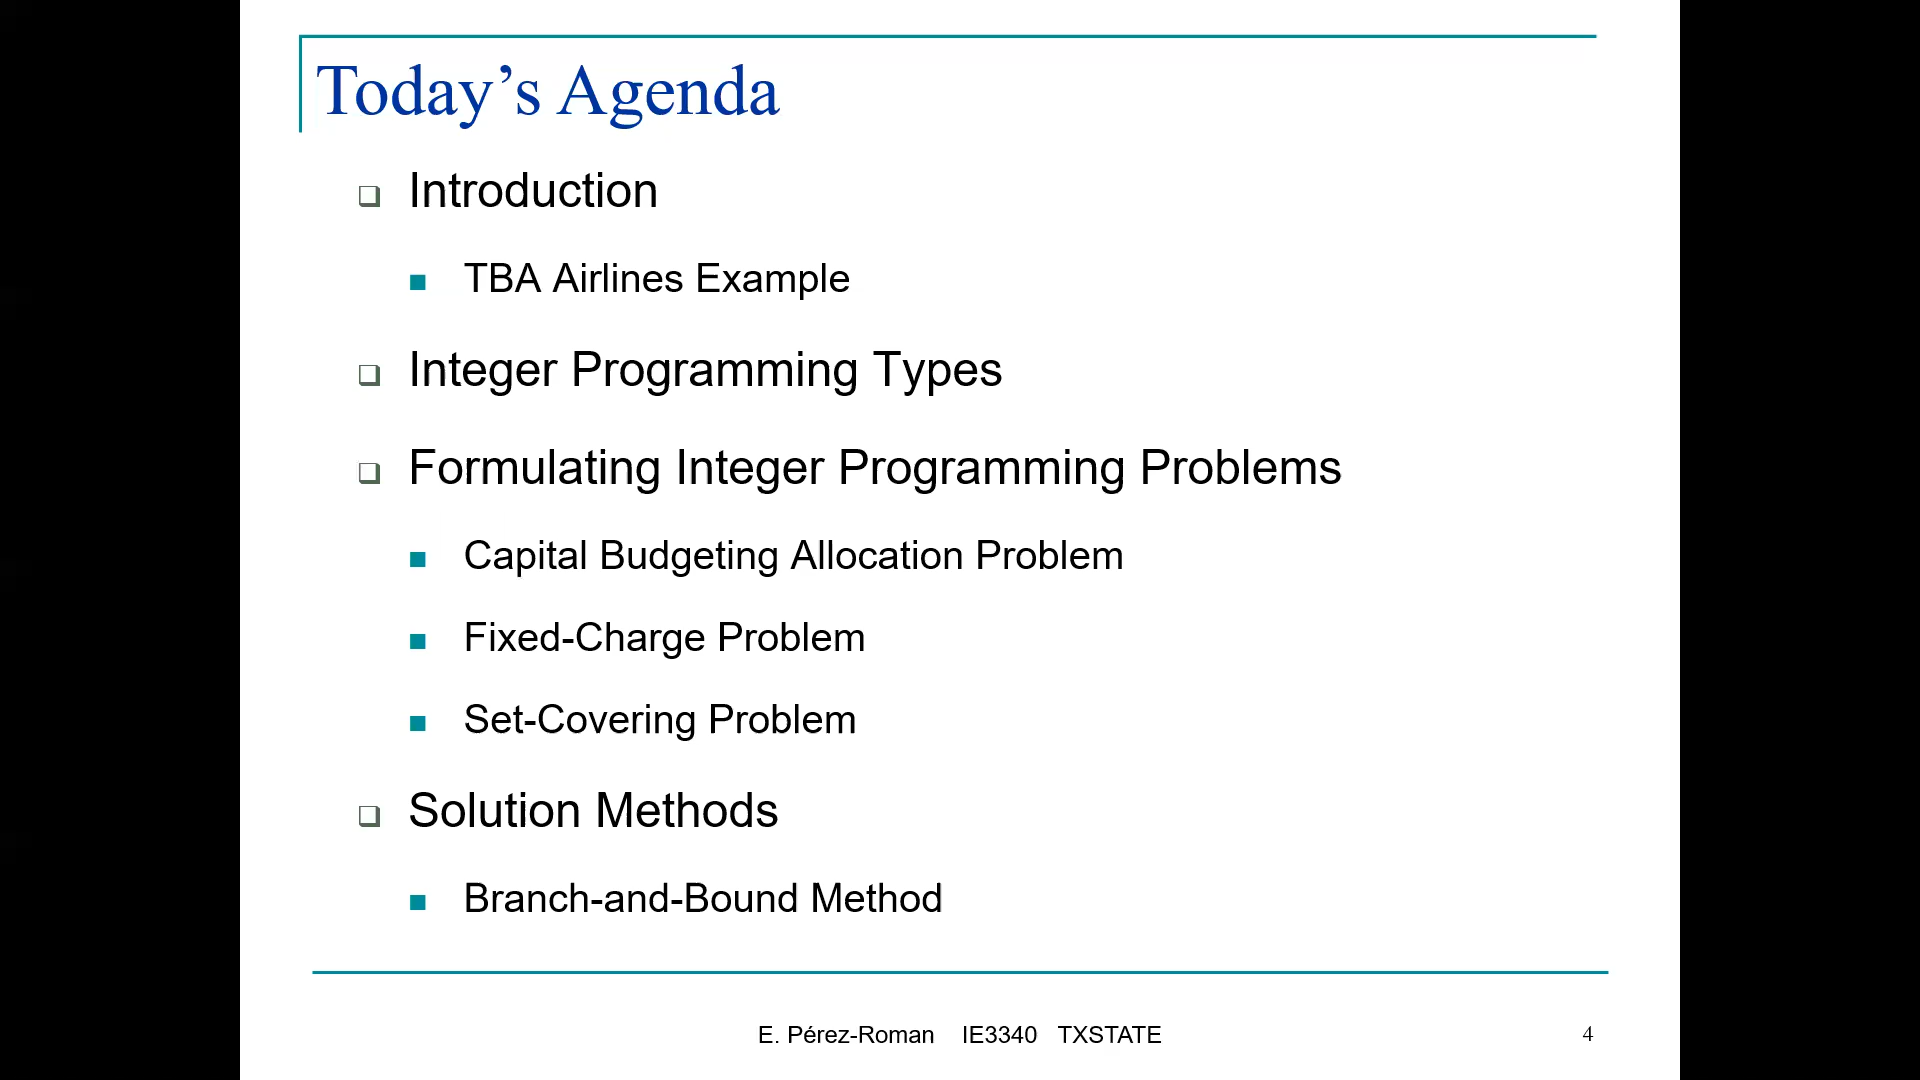 Today’s Agenda
Introduction
TBA Airlines Example
Integer Programming Types
Formulating Integer Programming Problems
Capital Budgeting Allocation Problem
Fixed-Charge Problem
Set-Covering Problem
Solution Methods
Branch-and-Bound Method
E. Pérez-Roman IE3340 TXSTATE
4